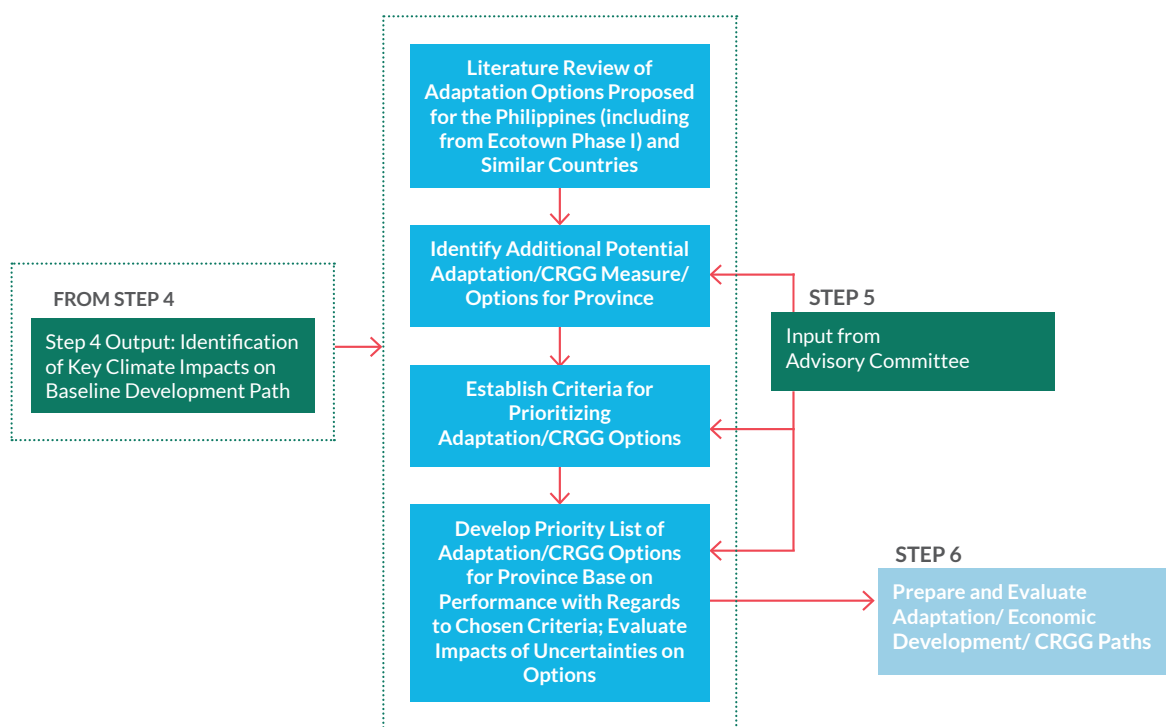 Literature Review of
Adaptation Options Proposed
for the Philippines (including
from Ecotown Phase I) and
Similar Countries
Identify Additional Potential
Adaptation/CRGG Measure/
Options for Province
FROM STEP 4
Step 4 Output: Identification
of Key Climate Impacts on
Baseline Development Path
STEP 5
Input from
Advisory Committee
Establish Criteria for
Prioritizing
Adaptation/CRGG Options
Develop Priority List of
Adaptation/CRGG Options
for Province Base on
Performance with Regards
to Chosen Criteria; Evaluate
Impacts of Uncertainties on
Options
STEP 6
Prepare and Evaluate
Adaptation/ Economic
Development/ CRGG Paths